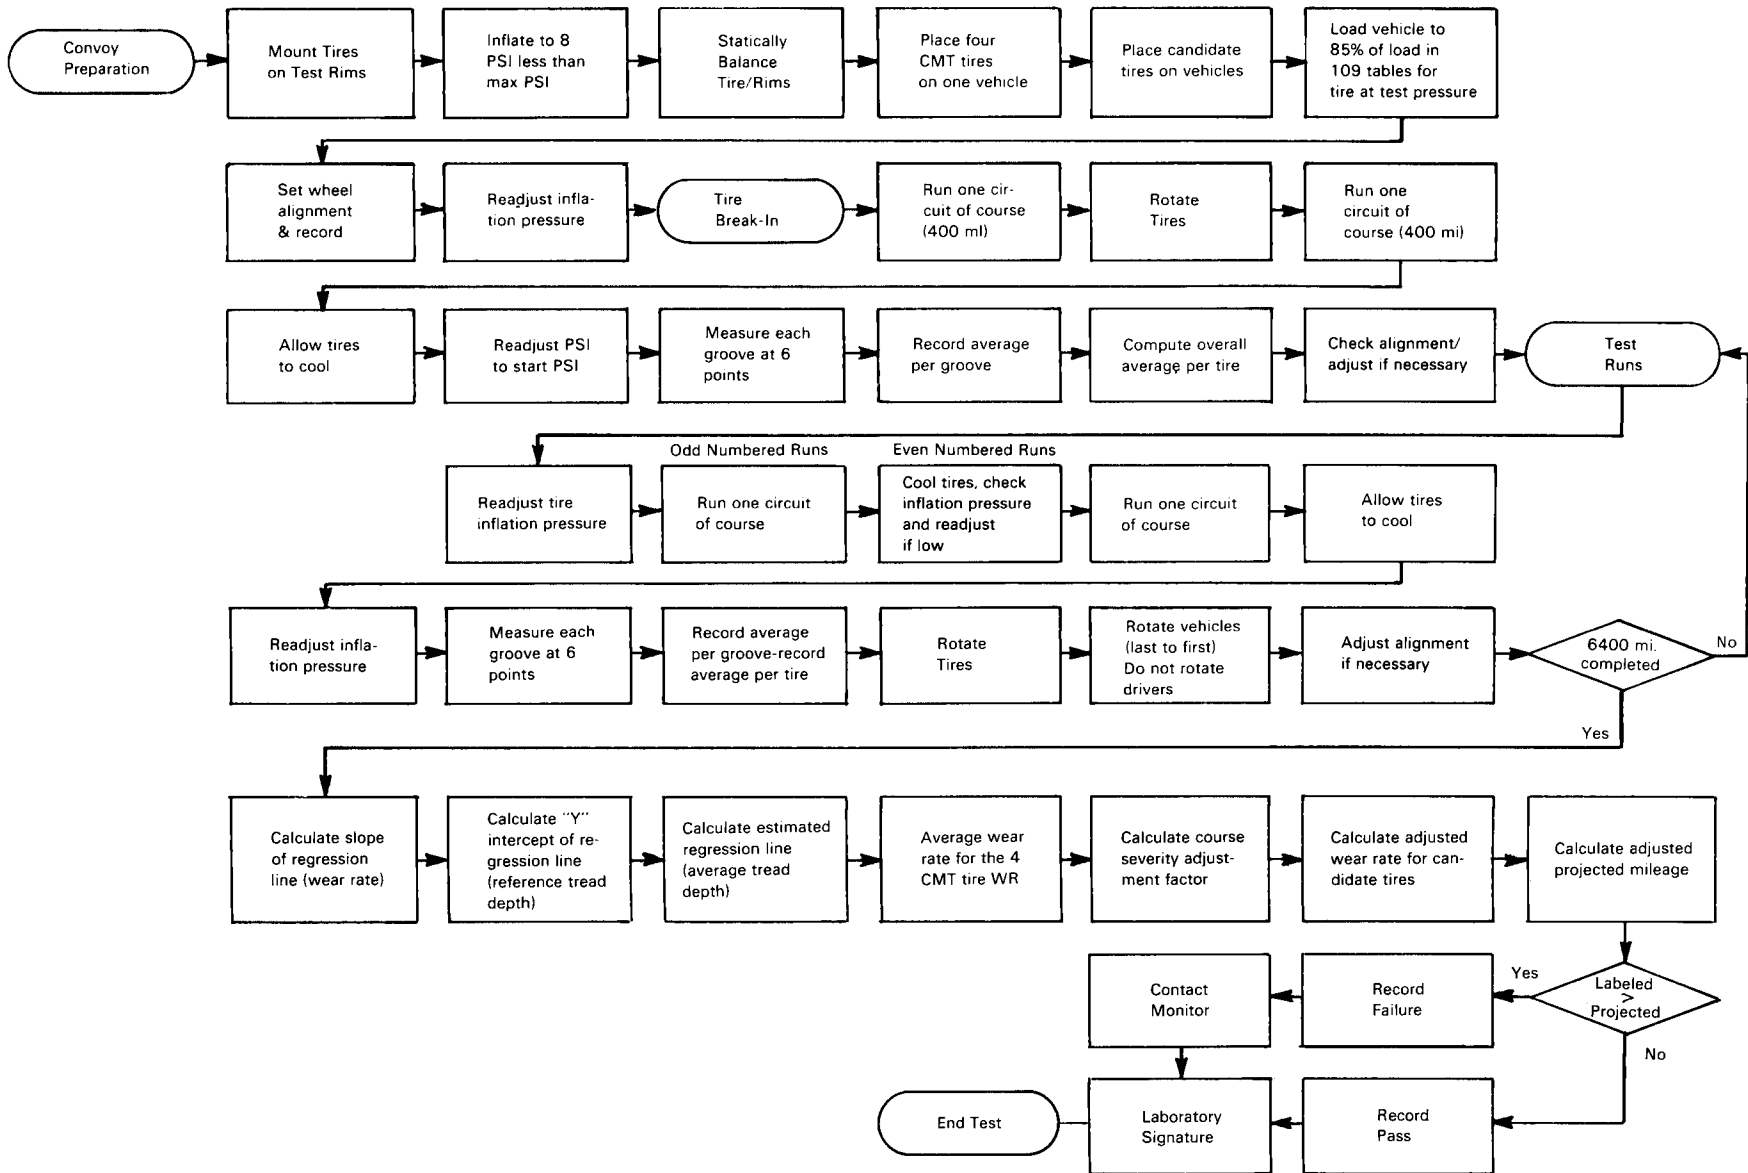 Convoy
Preparation
Mount Tires
on Test Rims
Inflate to 8
PSI less than
max PSI
Statically
Balance
Tire/Rims
Place four
CMT tires
on one vehicle
Place candidate
tires on vehicles
Load vehicle to
85% of load in
109 tables for
tire at test pressure
Set wheel
alignment
& record
Readjust infla-
tion pressure
Tire
Break-In
Run one cir-
cuit of course
(400 ml)
Rotate
Tires
Run one
circuit of
course (400 mi)
Allow tires
to cool
Readjust PSI
to start PSI
Measure each
groove at 6
points
Record average
per groove
Compute overall
average per tire
Check alignment/
adjust if necessary
Test
Runs
Odd Numbered Runs
Even Numbered Runs
Readjust tire
inflation pressure
Run one circuit
of course
Cool tires, check
inflation pressure
and readjust
if low
Run one circuit
of course
Allow tires
to cool
Readjust infla-
tion pressure
Measure each
groove at 6
points
Record average
per groove-record
average per tire
Rotate
Tires
Rotate vehicles
(last to first)
Do not rotate
drivers
Adjust alignment
if necessary
6400 mi.
completed
No
Yes
Calculate slope
of regression
line (wear rate)
Calculate "Y"
intercept of re-
gression line
(reference tread
depth)
Calculate estimated
regression line
(average tread
depth)
Average wear
rate for the 4
CMT tire WR
Calculate course
severity adjust-
ment factor
Calculate adjusted
wear rate for can-
didate tires
Calculate adjusted
projected mileage
Labeled
>
Projected
Yes
Record
Failure
Contact
Monitor
No
Record
Pass
Laboratory
Signature
End Test